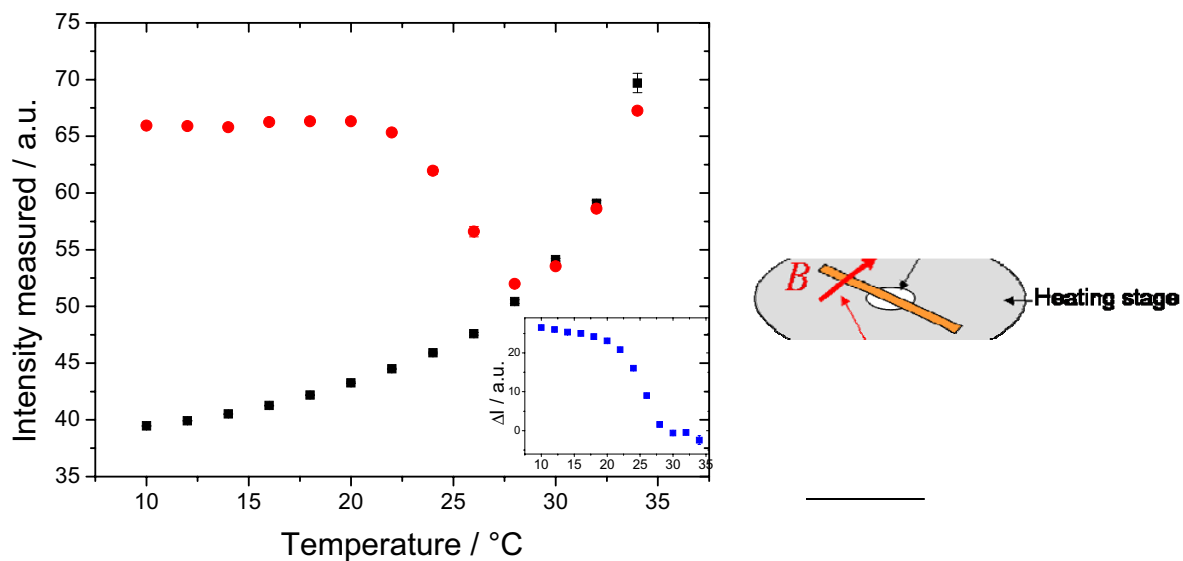 75
70
65
60
55
50
45
40
35
Intensity measured / a.u.
10 15 20 25 30 35
Temperature / °C
20
10
0
ΔI / a.u.
10 15 20 25 30 35
B
Heating stage